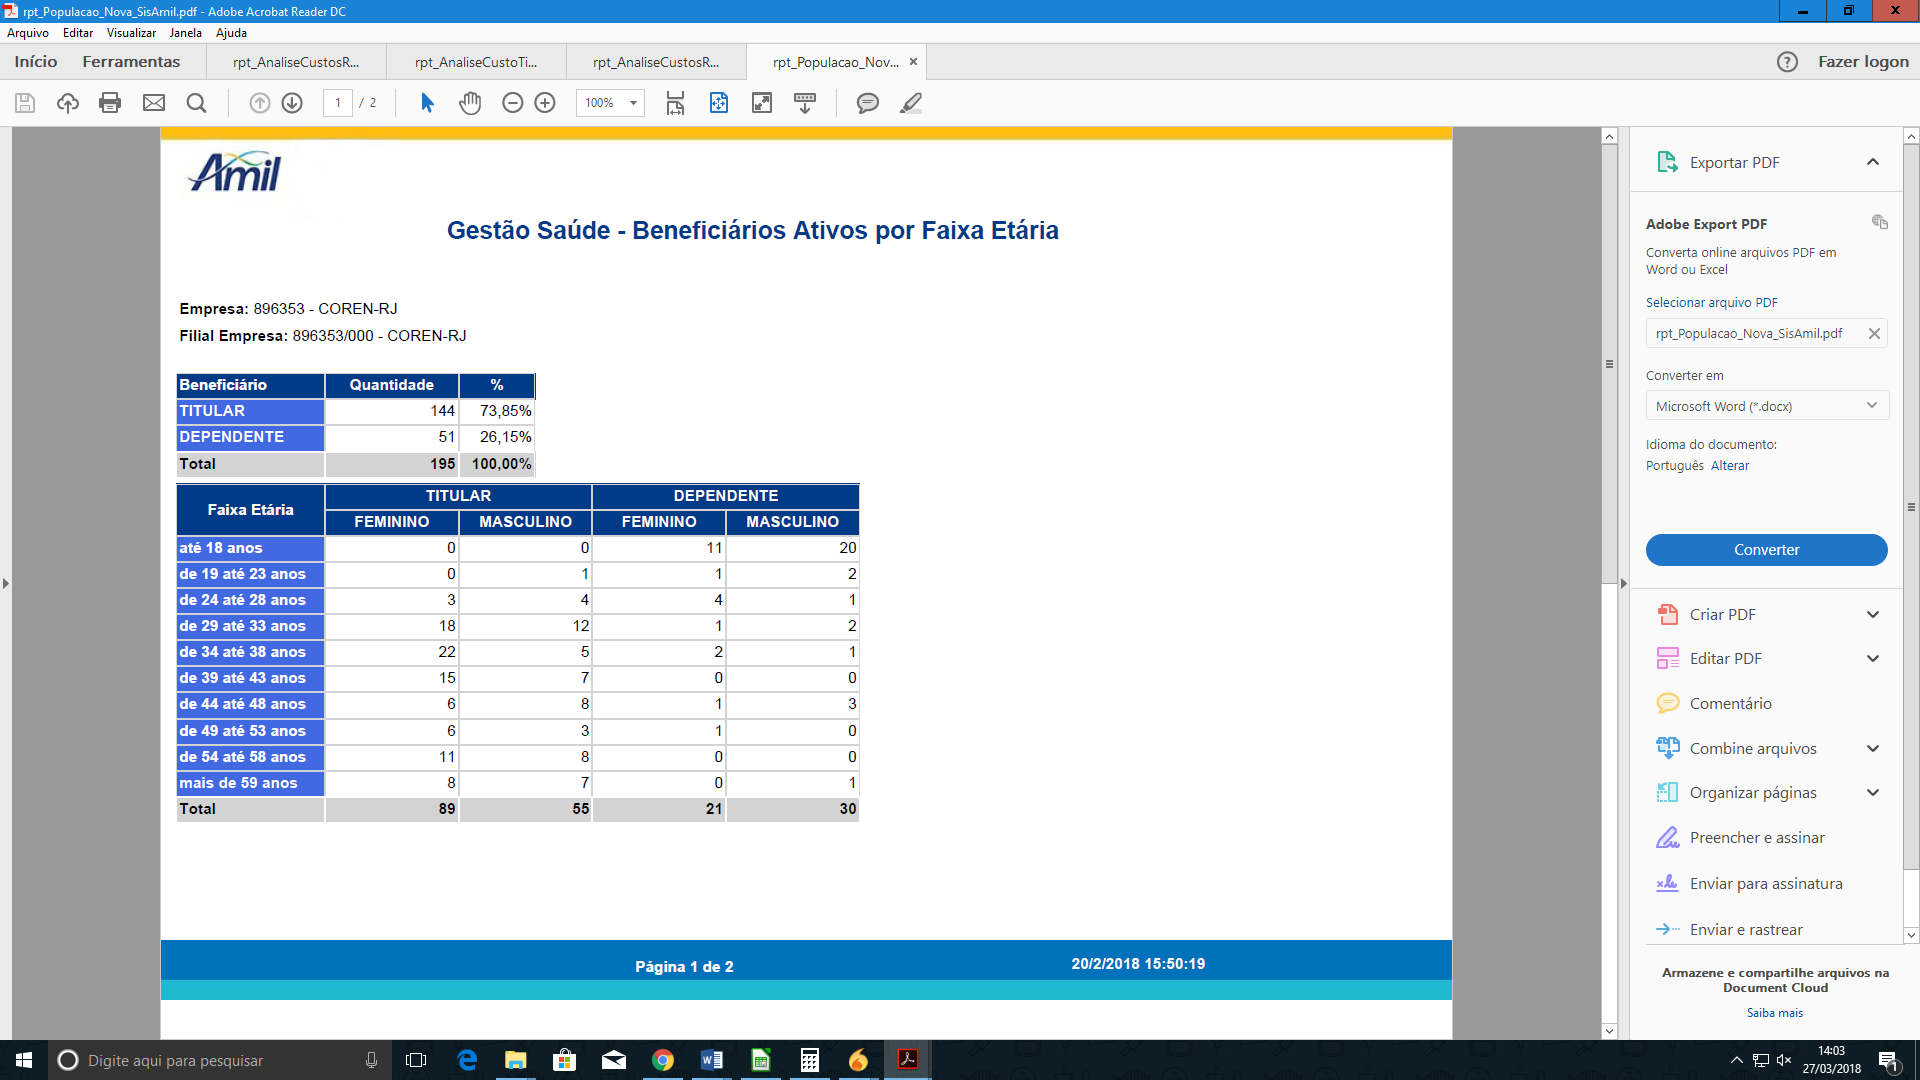 rpt_Populacao_Nova_SisAmil.pdf - Adobe Acrobat Reader DC
Arquivo Editar Visualizar Janela Ajuda
Início Ferramentas rpt_AnaliseCustosR... rpt_AnaliseCustoTi... rpt_AnaliseCustosR... rpt_Populacao_Nov... × ? Fazer logon
1 / 2 100%
Amil
Gestão Saúde - Beneficiários Ativos por Faixa Etária
Empresa: 896353 - COREN-RJ
Filial Empresa: 896353/000 - COREN-RJ
Beneficiário Quantidade %
TITULAR 144 73,85%
DEPENDENTE 51 26,15%
Total 195 100,00%
Faixa Etária TITULAR DEPENDENTE
FEMININO MASCULINO FEMININO MASCULINO
até 18 anos 0 0 11 20
de 19 até 23 anos 0 1 1 2
de 24 até 28 anos 3 4 4 1
de 29 até 33 anos 18 12 1 2
de 34 até 38 anos 22 5 2 1
de 39 até 43 anos 15 7 0 0
de 44 até 48 anos 6 8 1 3
de 49 até 53 anos 6 3 1 0
de 54 até 58 anos 11 8 0 0
mais de 59 anos 8 7 0 1
Total 89 55 21 30
Página 1 de 2 20/2/2018 15:50:19
Exportar PDF
Adobe Export PDF
Converta online arquivos PDF em
Word ou Excel
Selecionar arquivo PDF
rpt_Populacao_Nova_SisAmil.pdf
Converter em
Microsoft Word (*.docx)
Idioma do documento:
Português Alterar
Converter
Criar PDF
Editar PDF
Comentário
Combine arquivos
Organizar páginas
Preencher e assinar
Enviar para assinatura
Enviar e rastrear
Armazene e compartilhe arquivos na
Document Cloud
Saiba mais
Digite aqui para pesquisar
14:03
27/03/2018
1